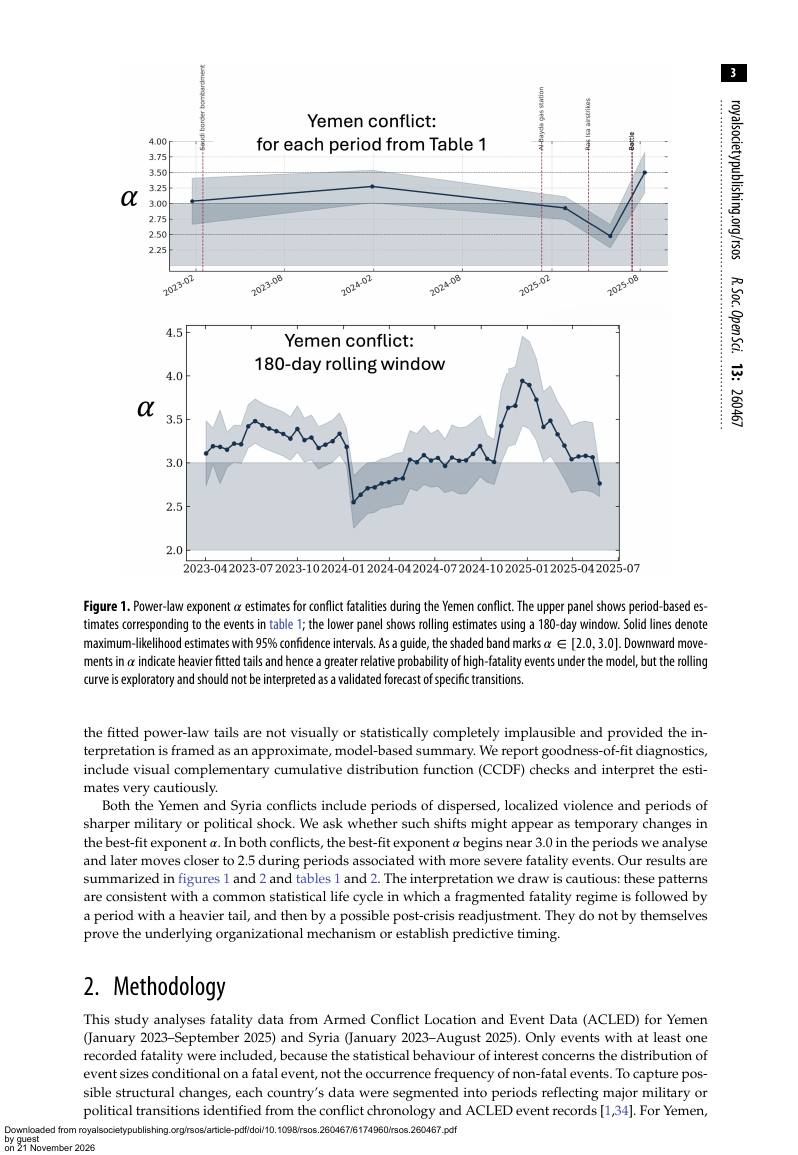 3
royalsocietypublishing.org/rsos R. Soc. Open Sci. 13: 260467
Saudi border bombardment
Al-Bayda gas station
Ras Isa airstrikes
Battle
Yemen conflict:
for each period from Table 1
α
4.00
3.75
3.50
3.25
3.00
2.75
2.50
2.25
2023-02
2023-08
2024-02
2024-08
2025-02
2025-08
Yemen conflict:
180-day rolling window
α
4.5
4.0
3.5
3.0
2.5
2.0
2023-04 2023-07 2023-10 2024-01 2024-04 2024-07 2024-10 2025-01 2025-04 2025-07
Figure 1. Power-law exponent α estimates for conflict fatalities during the Yemen conflict. The upper panel shows period-based es-
timates corresponding to the events in table 1; the lower panel shows rolling estimates using a 180-day window. Solid lines denote
maximum-likelihood estimates with 95% confidence intervals. As a guide, the shaded band marks α ∈ [2.0, 3.0]. Downward move-
ments in α indicate heavier fitted tails and hence a greater relative probability of high-fatality events under the model, but the rolling
curve is exploratory and should not be interpreted as a validated forecast of specific transitions.
the fitted power-law tails are not visually or statistically completely implausible and provided the in-
terpretation is framed as an approximate, model-based summary. We report goodness-of-fit diagnostics,
include visual complementary cumulative distribution function (CCDF) checks and interpret the esti-
mates very cautiously.
Both the Yemen and Syria conflicts include periods of dispersed, localized violence and periods of
sharper military or political shock. We ask whether such shifts might appear as temporary changes in
the best-fit exponent α. In both conflicts, the best-fit exponent α begins near 3.0 in the periods we analyse
and later moves closer to 2.5 during periods associated with more severe fatality events. Our results are
summarized in figures 1 and 2 and tables 1 and 2. The interpretation we draw is cautious: these patterns
are consistent with a common statistical life cycle in which a fragmented fatality regime is followed by
a period with a heavier tail, and then by a possible post-crisis readjustment. They do not by themselves
prove the underlying organizational mechanism or establish predictive timing.
2. Methodology
This study analyses fatality data from Armed Conflict Location and Event Data (ACLED) for Yemen
(January 2023–September 2025) and Syria (January 2023–August 2025). Only events with at least one
recorded fatality were included, because the statistical behaviour of interest concerns the distribution of
event sizes conditional on a fatal event, not the occurrence frequency of non-fatal events. To capture pos-
sible structural changes, each country's data were segmented into periods reflecting major military or
political transitions identified from the conflict chronology and ACLED event records [1,34]. For Yemen,
Downloaded from royalsocietypublishing.org/rsos/article-pdf/doi/10.1098/rsos.260467/6174960/rsos.260467.pdf
by guest
on 21 November 2026